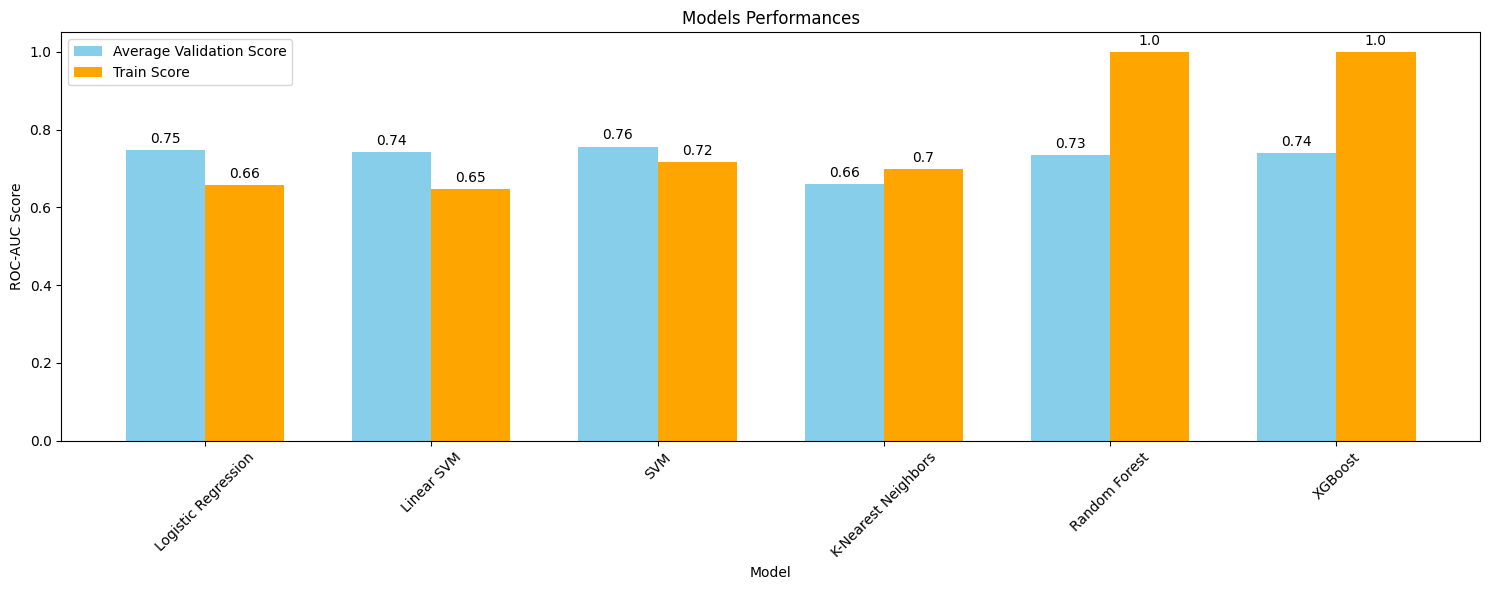 Models Performances
Average Validation Score
Train Score
ROC-AUC Score
1.0
0.8
0.6
0.4
0.2
0.0
0.75
0.66
0.74
0.65
0.76
0.72
0.66
0.7
0.73
1.0
0.74
1.0
Logistic Regression
Linear SVM
SVM
K-Nearest Neighbors
Random Forest
XGBoost
Model